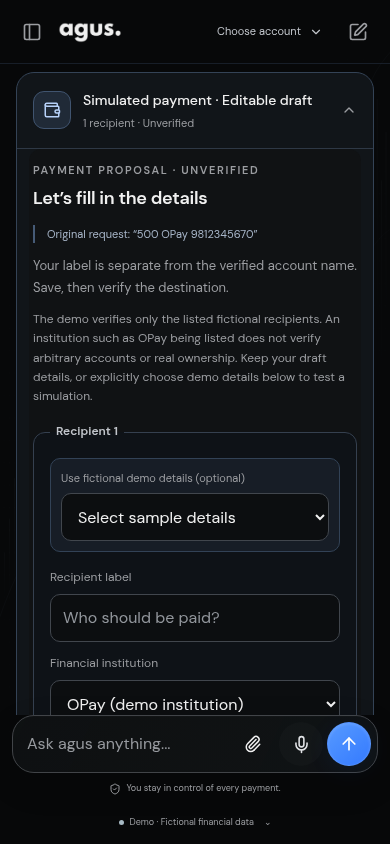 agus.
Choose account
Simulated payment · Editable draft
1 recipient · Unverified
PAYMENT PROPOSAL · UNVERIFIED
Let’s fill in the details
Original request: “500 OPay 9812345670”
Your label is separate from the verified account name.
Save, then verify the destination.
The demo verifies only the listed fictional recipients. An
institution such as OPay being listed does not verify
arbitrary accounts or real ownership. Keep your draft
details, or explicitly choose demo details below to test a
simulation.
Recipient 1
Use fictional demo details (optional)
Select sample details
Recipient label
Who should be paid?
Financial institution
OPay (demo institution)
Ask agus anything...
You stay in control of every payment.
Demo · Fictional financial data